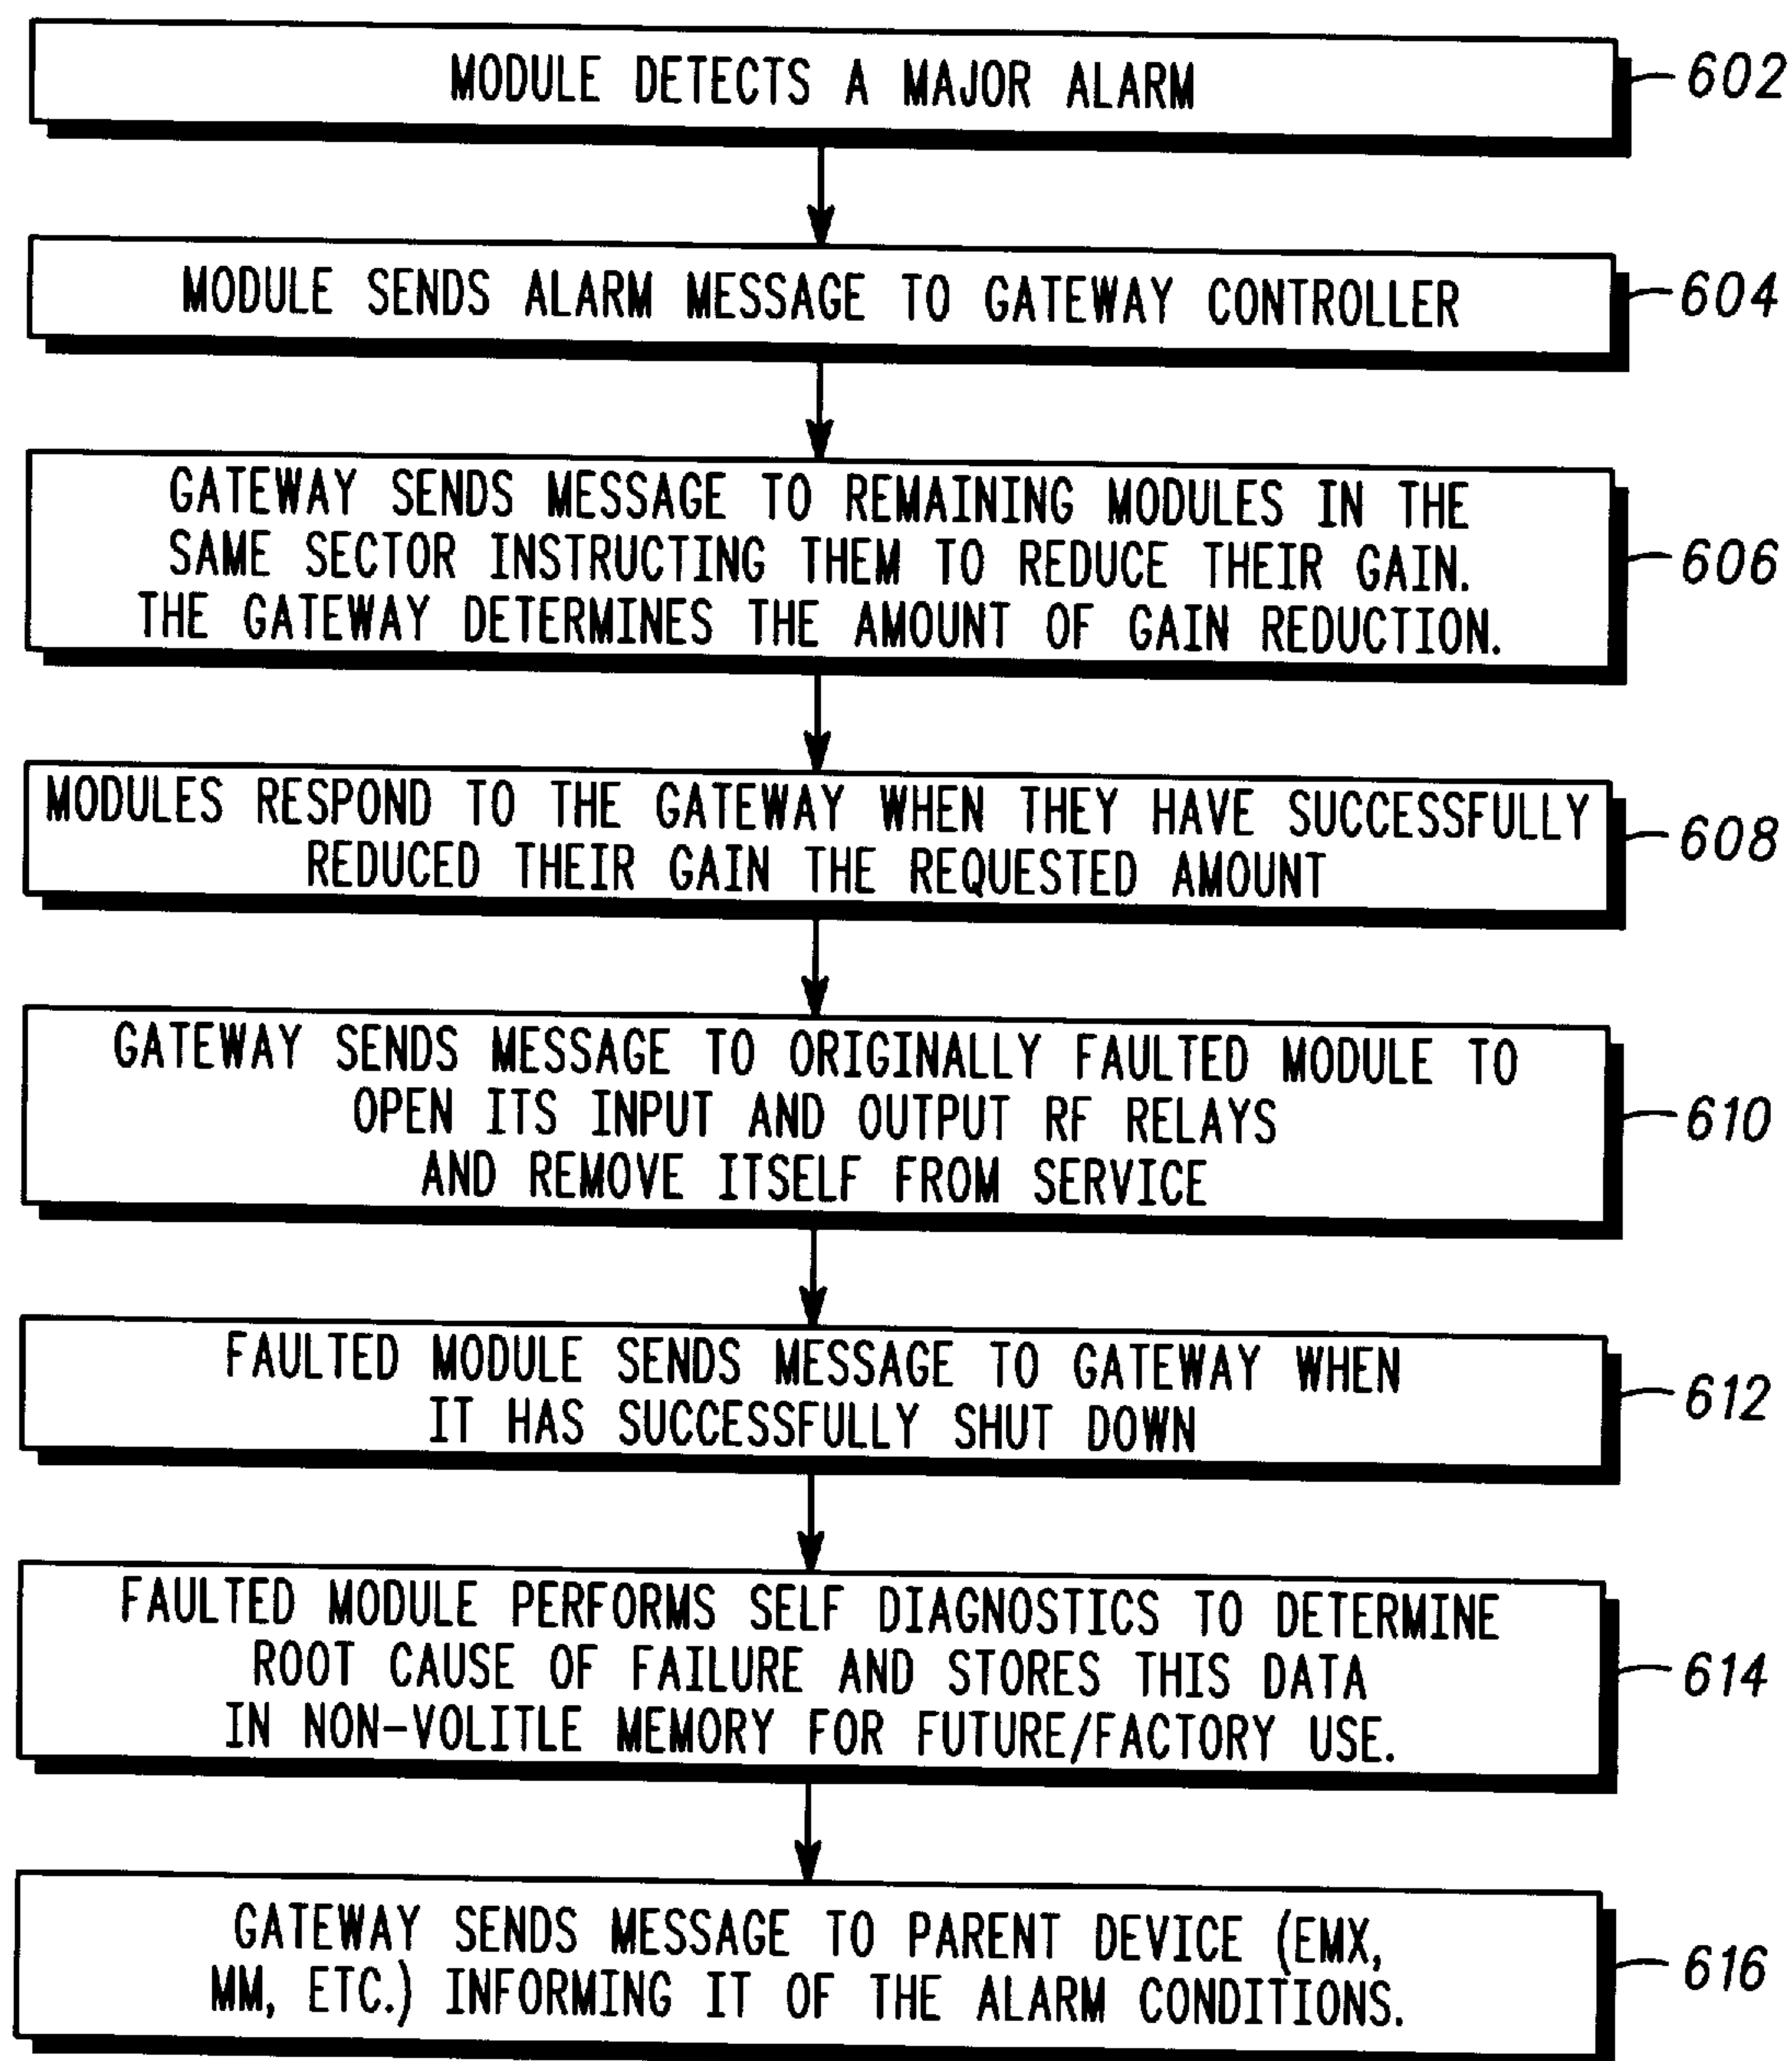 MODULE DETECTS A MAJOR ALARM
602
MODULE SENDS ALARM MESSAGE TO GATEWAY CONTROLLER
604
GATEWAY SENDS MESSAGE TO REMAINING MODULES IN THE
SAME SECTOR INSTRUCTING THEM TO REDUCE THEIR GAIN.
THE GATEWAY DETERMINES THE AMOUNT OF GAIN REDUCTION.
606
MODULES RESPOND TO THE GATEWAY WHEN THEY HAVE SUCCESSFULLY
REDUCED THEIR GAIN THE REQUESTED AMOUNT
608
GATEWAY SENDS MESSAGE TO ORIGINALLY FAULTED MODULE TO
OPEN ITS INPUT AND OUTPUT RF RELAYS
AND REMOVE ITSELF FROM SERVICE
610
FAULTED MODULE SENDS MESSAGE TO GATEWAY WHEN
IT HAS SUCCESSFULLY SHUT DOWN
612
FAULTED MODULE PERFORMS SELF DIAGNOSTICS TO DETERMINE
ROOT CAUSE OF FAILURE AND STORES THIS DATA
IN NON-VOLITLE MEMORY FOR FUTURE/FACTORY USE.
614
GATEWAY SENDS MESSAGE TO PARENT DEVICE (EMX,
MM, ETC.) INFORMING IT OF THE ALARM CONDITIONS.
616